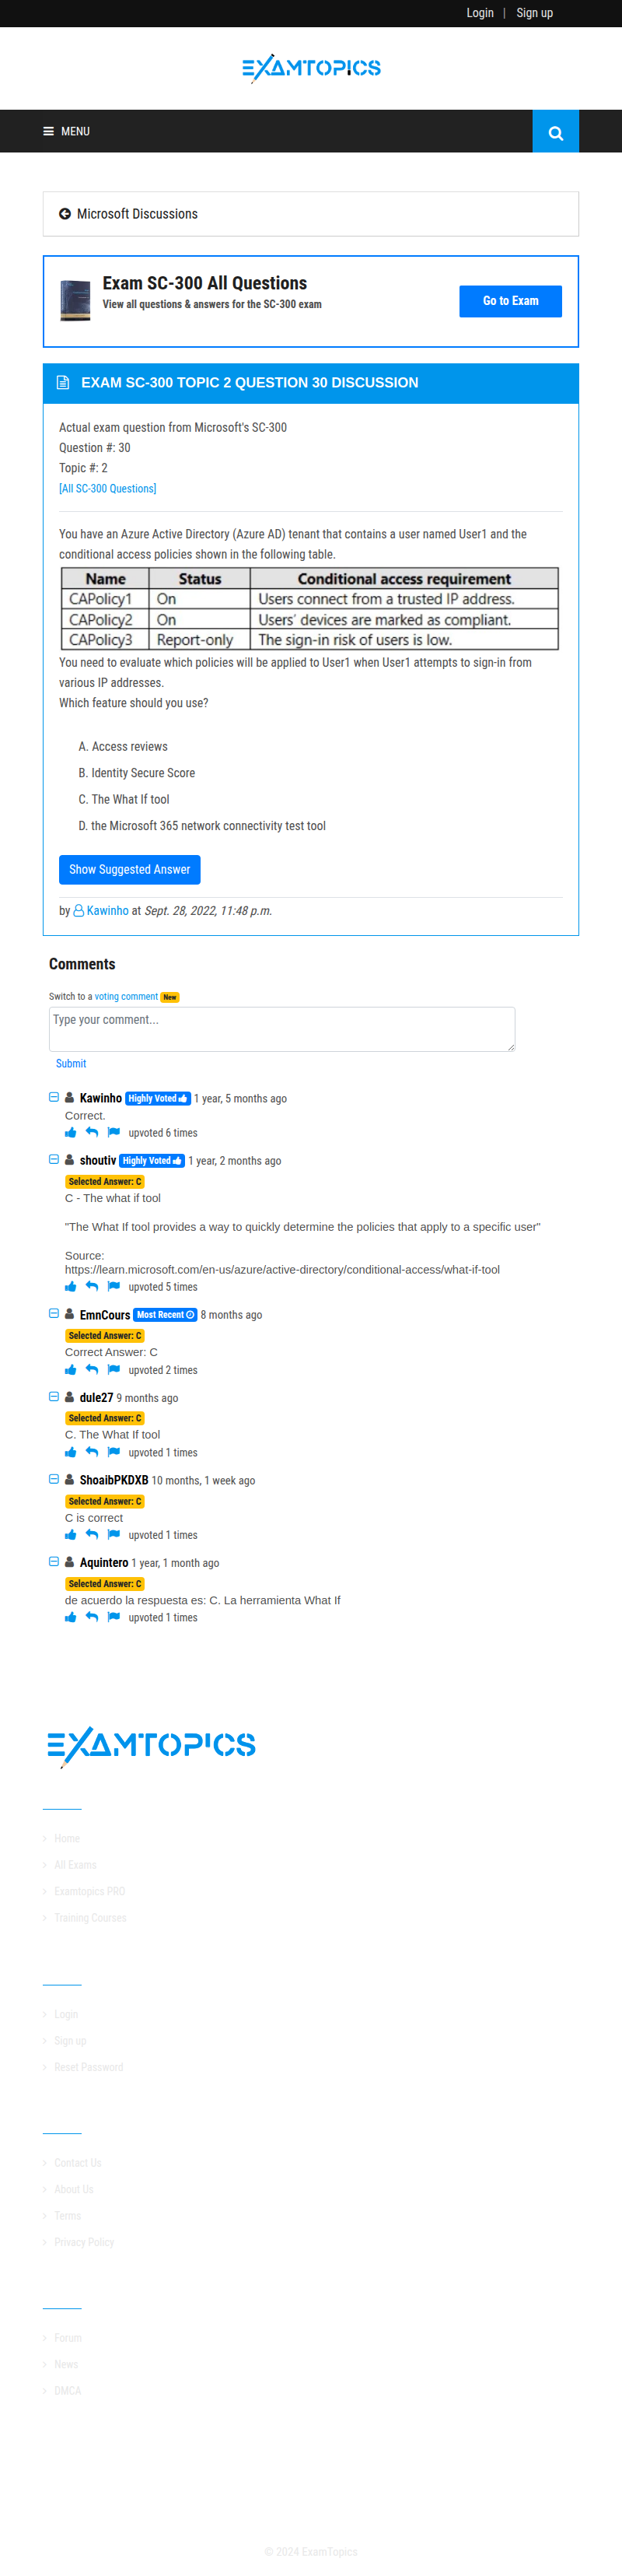 Login | Sign up
EXAMTOPICS
MENU
Microsoft Discussions
Exam SC-300 All Questions
View all questions & answers for the SC-300 exam
Go to Exam
EXAM SC-300 TOPIC 2 QUESTION 30 DISCUSSION
Actual exam question from Microsoft's SC-300
Question #: 30
Topic #: 2
[All SC-300 Questions]
You have an Azure Active Directory (Azure AD) tenant that contains a user named User1 and the
conditional access policies shown in the following table.
Name Status Conditional access requirement
CAPolicy1 On Users connect from a trusted IP address.
CAPolicy2 On Users' devices are marked as compliant.
CAPolicy3 Report-only The sign-in risk of users is low.
You need to evaluate which policies will be applied to User1 when User1 attempts to sign-in from
various IP addresses.
Which feature should you use?
A. Access reviews
B. Identity Secure Score
C. The What If tool
D. the Microsoft 365 network connectivity test tool
Show Suggested Answer
by Kawinho at Sept. 28, 2022, 11:48 p.m.
Comments
Switch to a voting comment New
Type your comment...
Submit
Kawinho Highly Voted 1 year, 5 months ago
Correct.
upvoted 6 times
shoutiv Highly Voted 1 year, 2 months ago
Selected Answer: C
C - The what if tool
"The What If tool provides a way to quickly determine the policies that apply to a specific user"
Source:
https://learn.microsoft.com/en-us/azure/active-directory/conditional-access/what-if-tool
upvoted 5 times
EmnCours Most Recent 8 months ago
Selected Answer: C
Correct Answer: C
upvoted 2 times
dule27 9 months ago
Selected Answer: C
C. The What If tool
upvoted 1 times
ShoaibPKDXB 10 months, 1 week ago
Selected Answer: C
C is correct
upvoted 1 times
Aquintero 1 year, 1 month ago
Selected Answer: C
de acuerdo la respuesta es: C. La herramienta What If
upvoted 1 times
EXAMTOPICS
Home
All Exams
Examtopics PRO
Training Courses
Login
Sign up
Reset Password
Contact Us
About Us
Terms
Privacy Policy
Forum
News
DMCA
© 2024 ExamTopics